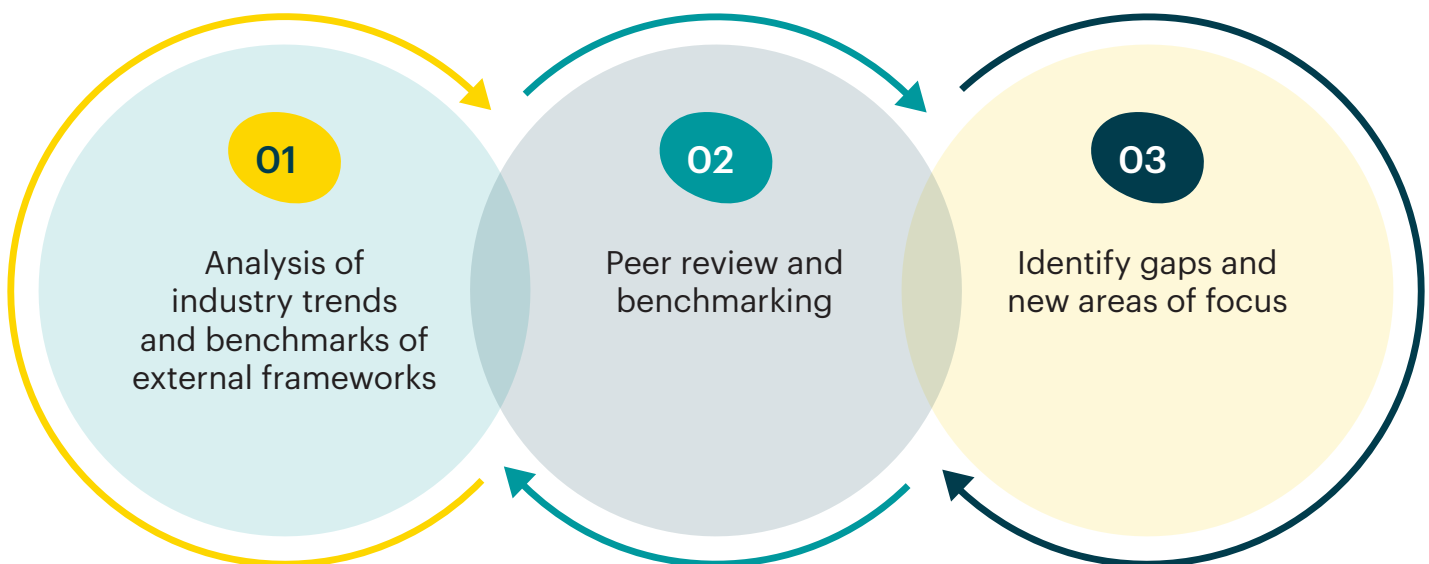 01
Analysis of
industry trends
and benchmarks of
external frameworks
02
Peer review and
benchmarking
03
Identify gaps and
new areas of focus